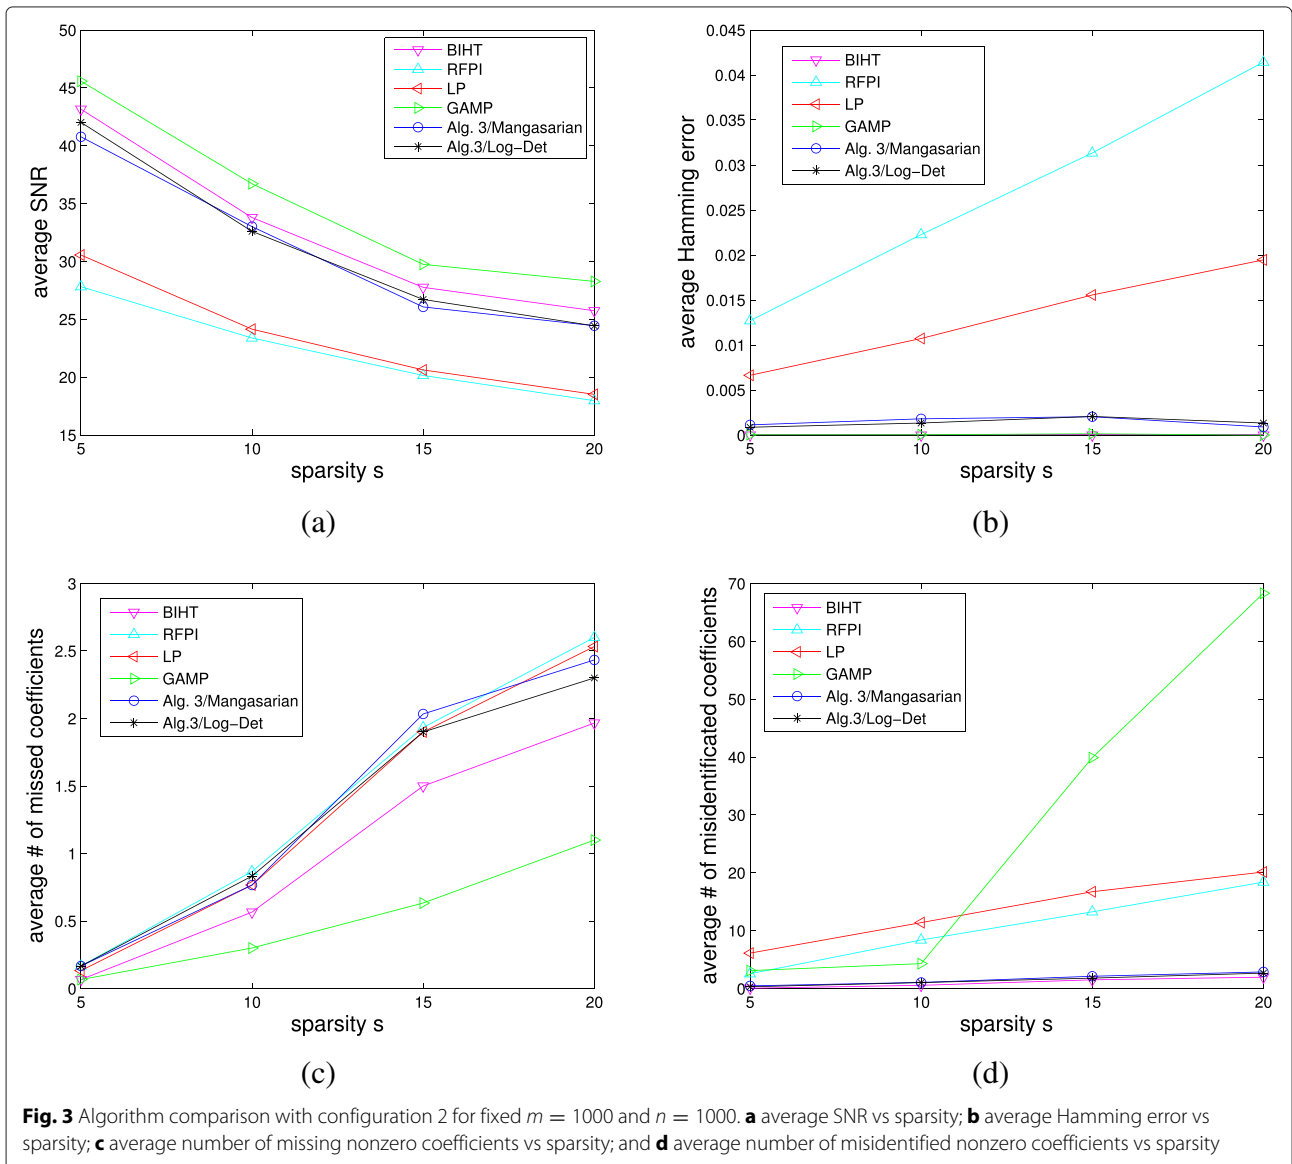 50
45
40
35
30
25
20
15
5
10
15
20
average SNR
sparsity s
BIHT
RFPI
LP
GAMP
Alg. 3/Mangasarian
Alg.3/Log−Det
(a)
0.045
0.04
0.035
0.03
0.025
0.02
0.015
0.01
0.005
0
5
10
15
20
average Hamming error
sparsity s
BIHT
RFPI
LP
GAMP
Alg. 3/Mangasarian
Alg.3/Log−Det
(b)
3
2.5
2
1.5
1
0.5
0
5
10
15
20
average # of missed coefficients
sparsity s
BIHT
RFPI
LP
GAMP
Alg. 3/Mangasarian
Alg.3/Log−Det
(c)
70
60
50
40
30
20
10
0
5
10
15
20
average # of misidentificated coefficients
sparsity s
BIHT
RFPI
LP
GAMP
Alg. 3/Mangasarian
Alg.3/Log−Det
(d)
Fig. 3 Algorithm comparison with configuration 2 for fixed m = 1000 and n = 1000. a average SNR vs sparsity; b average Hamming error vs
sparsity; c average number of missing nonzero coefficients vs sparsity; and d average number of misidentified nonzero coefficients vs sparsity